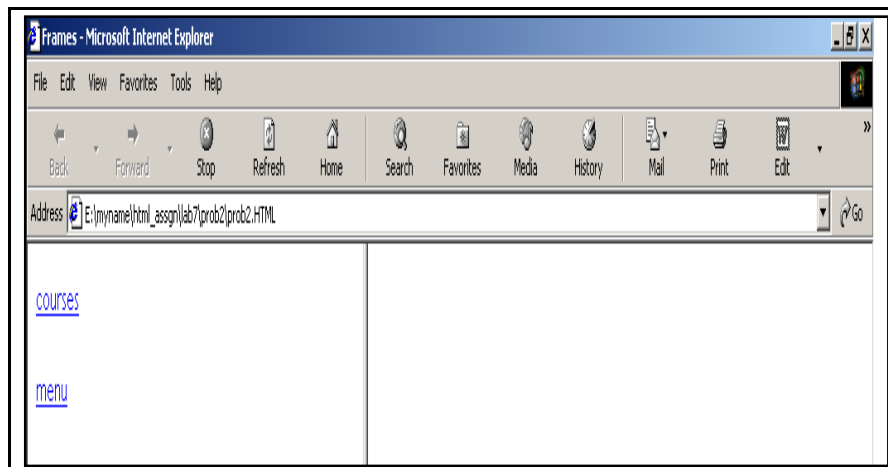 Frames - Microsoft Internet Explorer
File Edit View Favorites Tools Help
Back Forward Stop Refresh Home Search Favorites Media History Mail Print Edit »
Address E:\myname\html_assgn\lab7\prob2\prob2.HTML Go
courses
menu